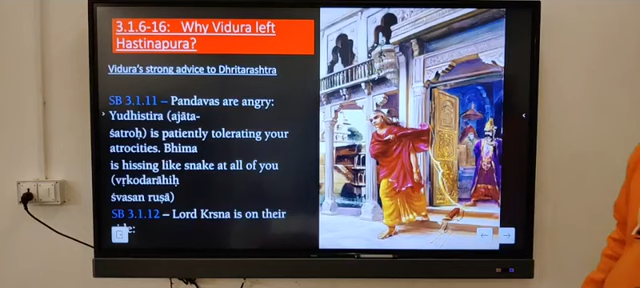 3.1.6-16: Why Vidura left
Hastinapura?
Vidura's strong advice to Dhritarashtra
SB 3.1.11 – Pandavas are angry:
Yudhistira (ajāta-
śatroḥ) is patiently tolerating your
atrocities. Bhima
is hissing like snake at all of you
(vṛkodarāhiḥ
śvasan ruṣā)
SB 3.1.12 – Lord Krsna is on their